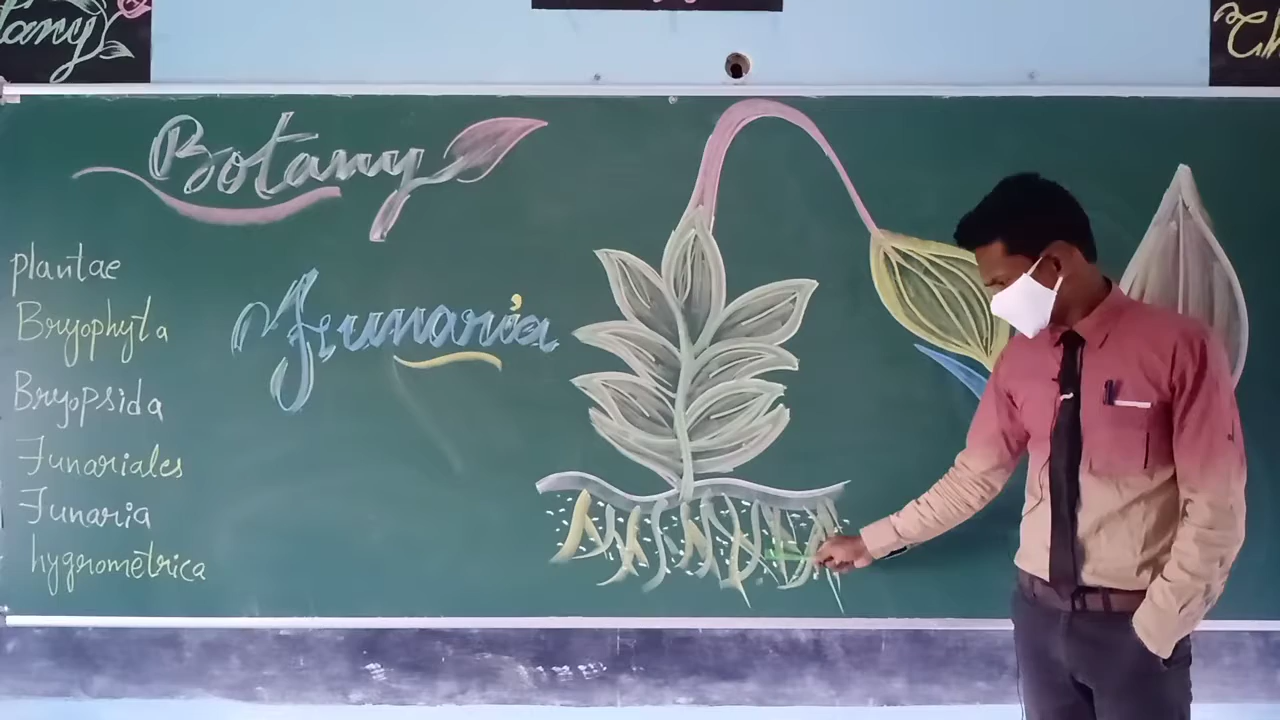 Botany
plantae
Bryophyta
Bryopsida
Funariales
Funaria
hygrometrica
Funaria